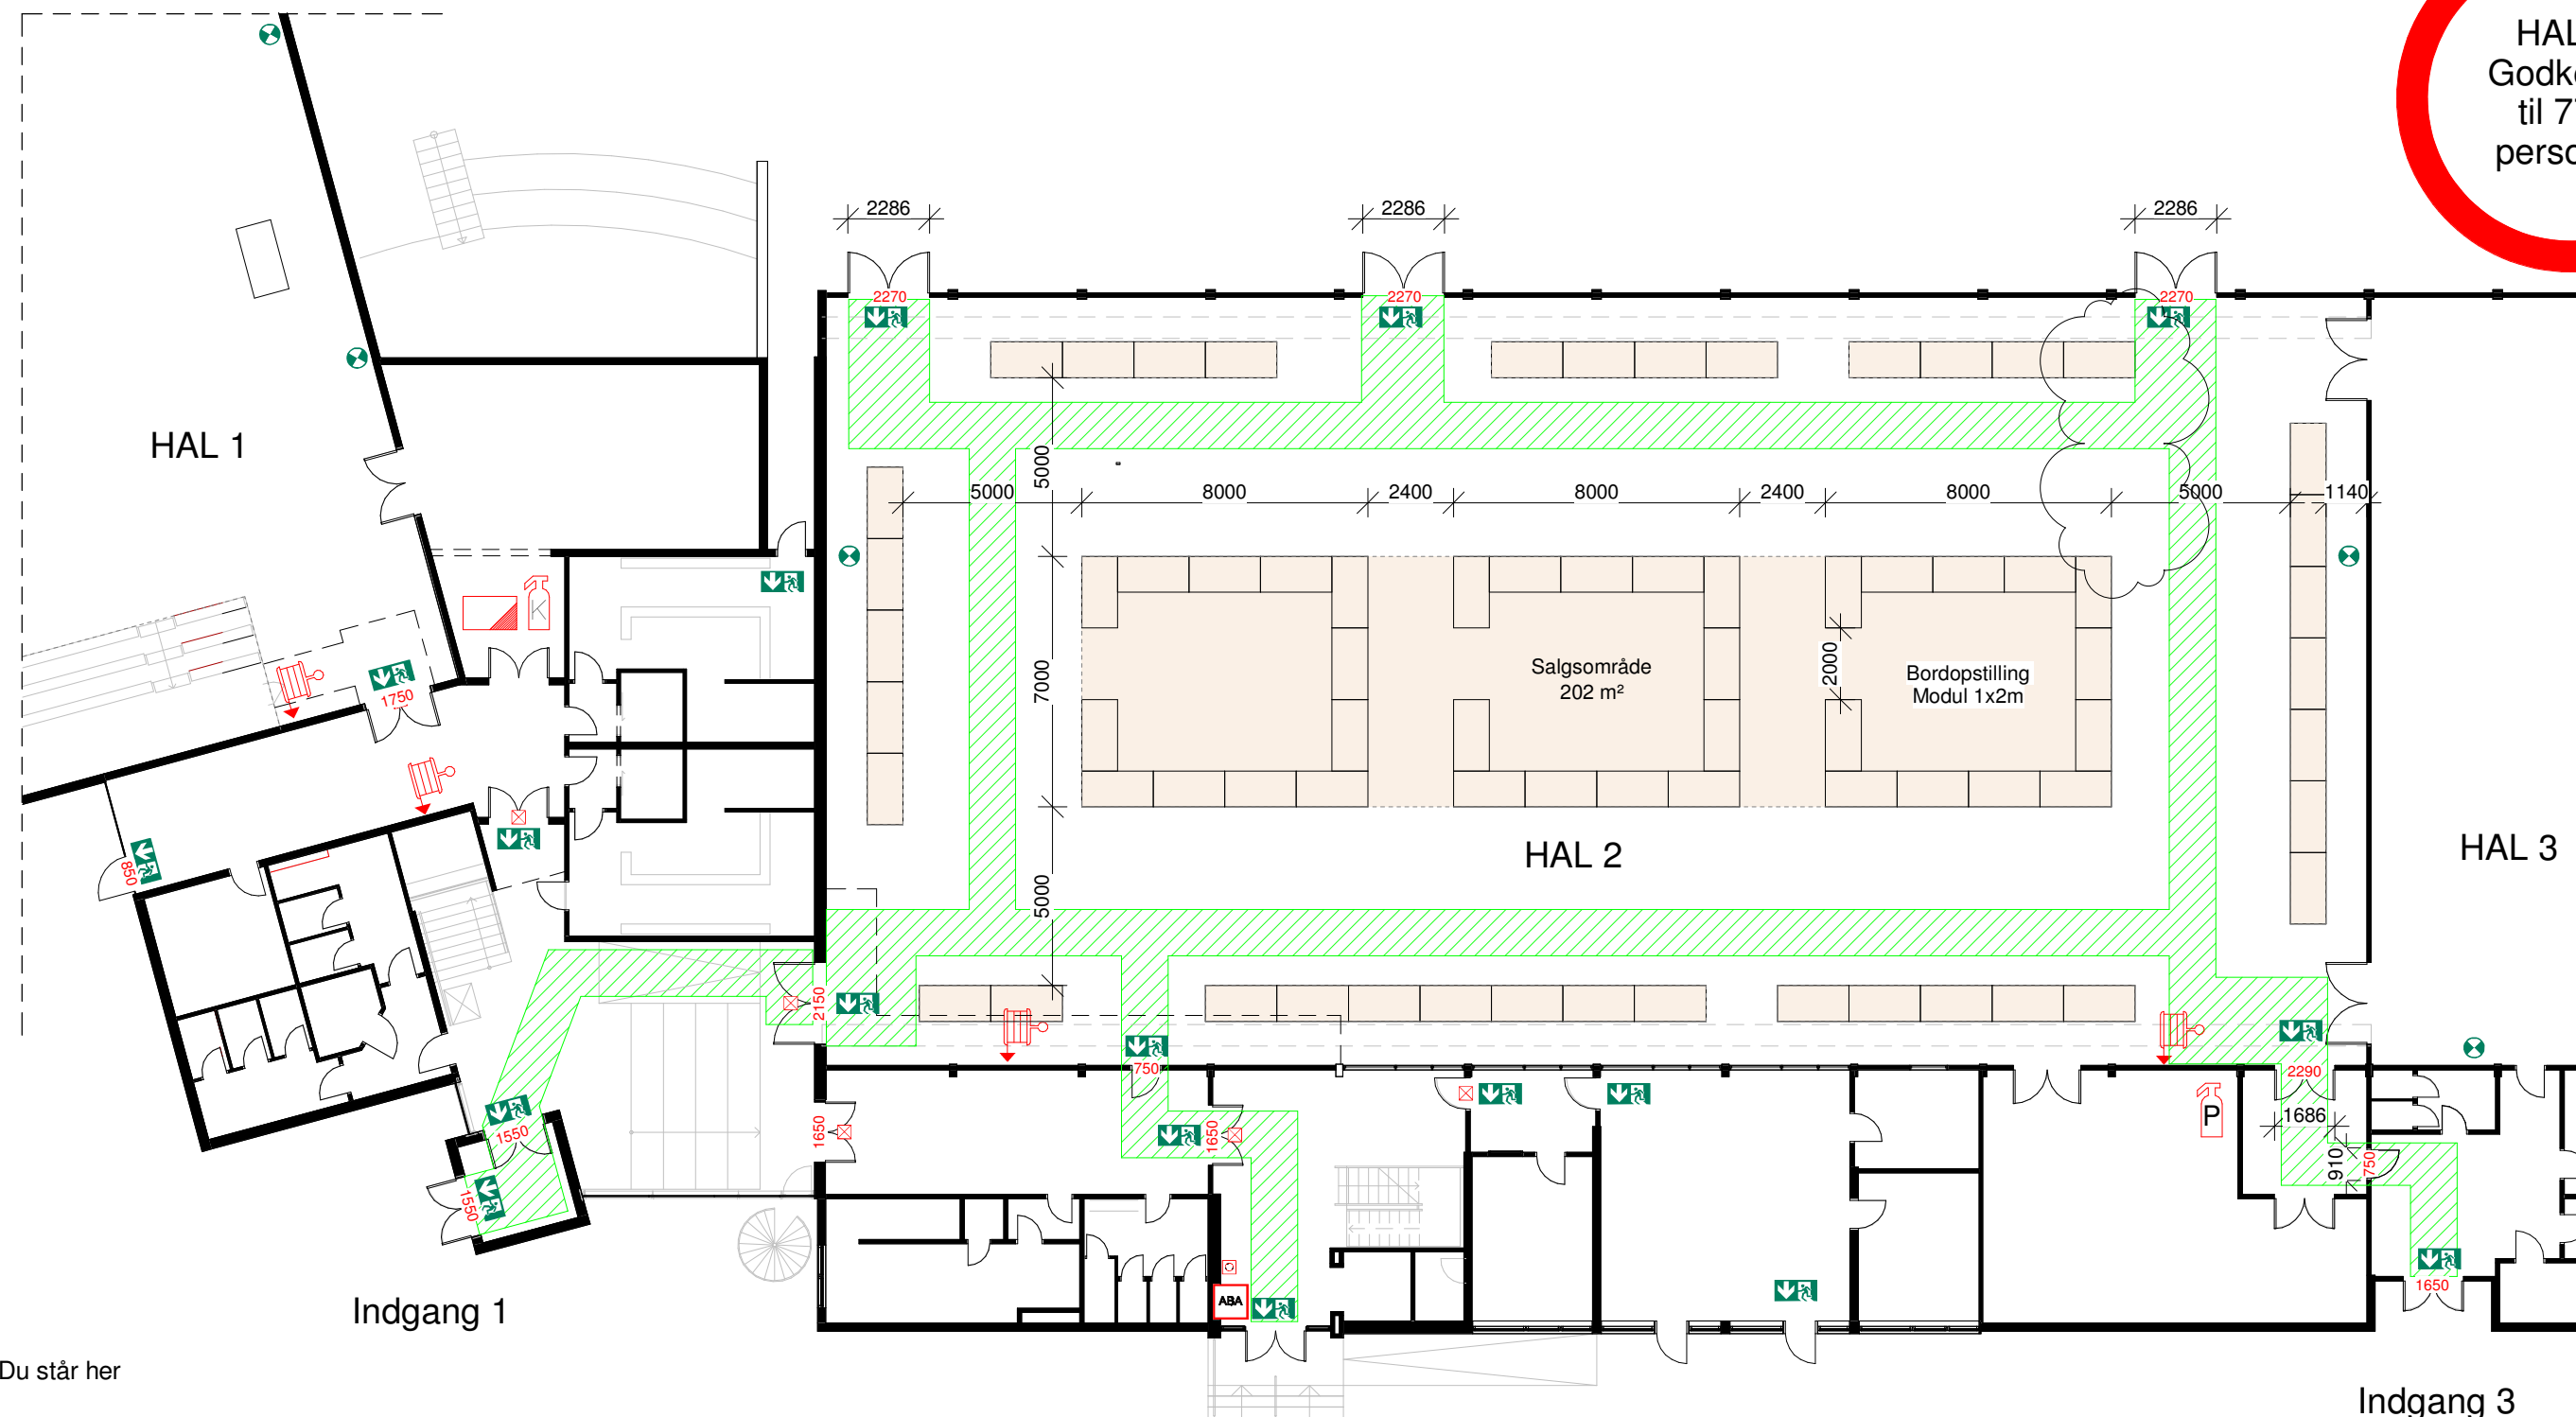 HAL
Godk
til 7
perso
2286
2286
2286
2270
2270
2270
HAL 1
5000
5000
8000
2400
8000
2400
8000
5000
1140
K
1750
7000
Salgsområde
202 m²
2000
Bordopstilling
Modul 1x2m
HAL 2
HAL 3
850
5000
2150
750
2290
1550
1650
1650
P
1686
910
750
1550
ABA
1650
Indgang 1
Du står her
Indgang 3